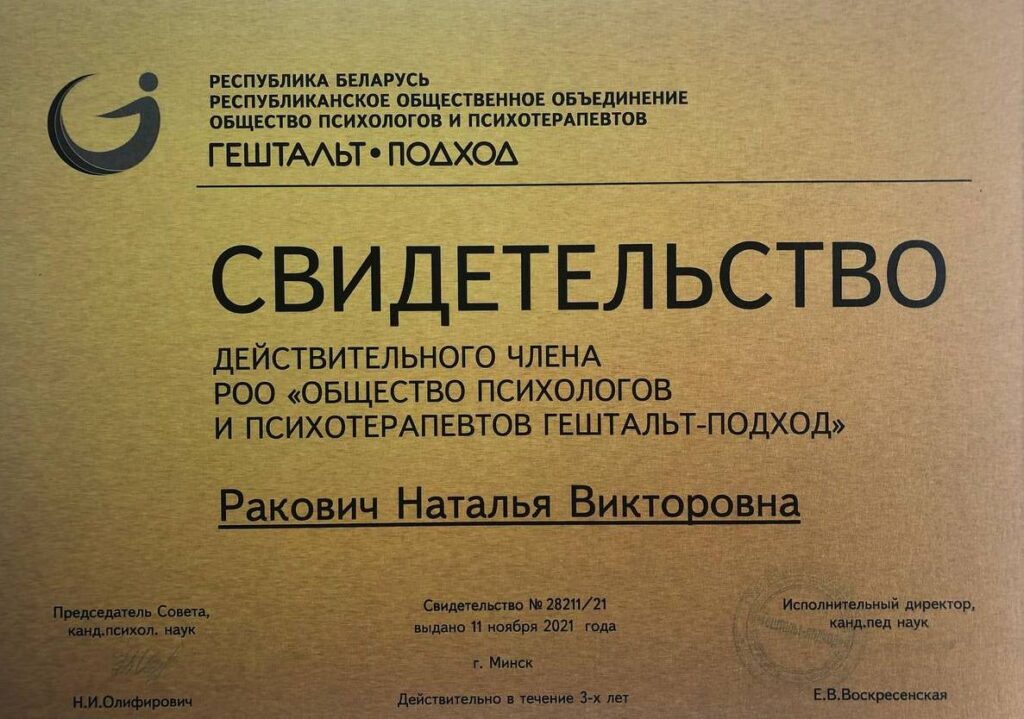 РЕСПУБЛИКА БЕЛАРУСЬ
РЕСПУБЛИКАНСКОЕ ОБЩЕСТВЕННОЕ ОБЪЕДИНЕНИЕ
ОБЩЕСТВО ПСИХОЛОГОВ И ПСИХОТЕРАПЕВТОВ
ГЕШТАЛЬТ•ПОДХОД
СВИДЕТЕЛЬСТВО
ДЕЙСТВИТЕЛЬНОГО ЧЛЕНА
РОО «ОБЩЕСТВО ПСИХОЛОГОВ
И ПСИХОТЕРАПЕВТОВ ГЕШТАЛЬТ-ПОДХОД»
Ракович Наталья Викторовна
Председатель Совета,
канд.психол. наук
Н.И.Олифирович
Свидетельство № 28211/21
выдано 11 ноября 2021 года
г. Минск
Действительно в течение 3-х лет
Исполнительный директор,
канд.пед наук
Е.В.Воскресенская